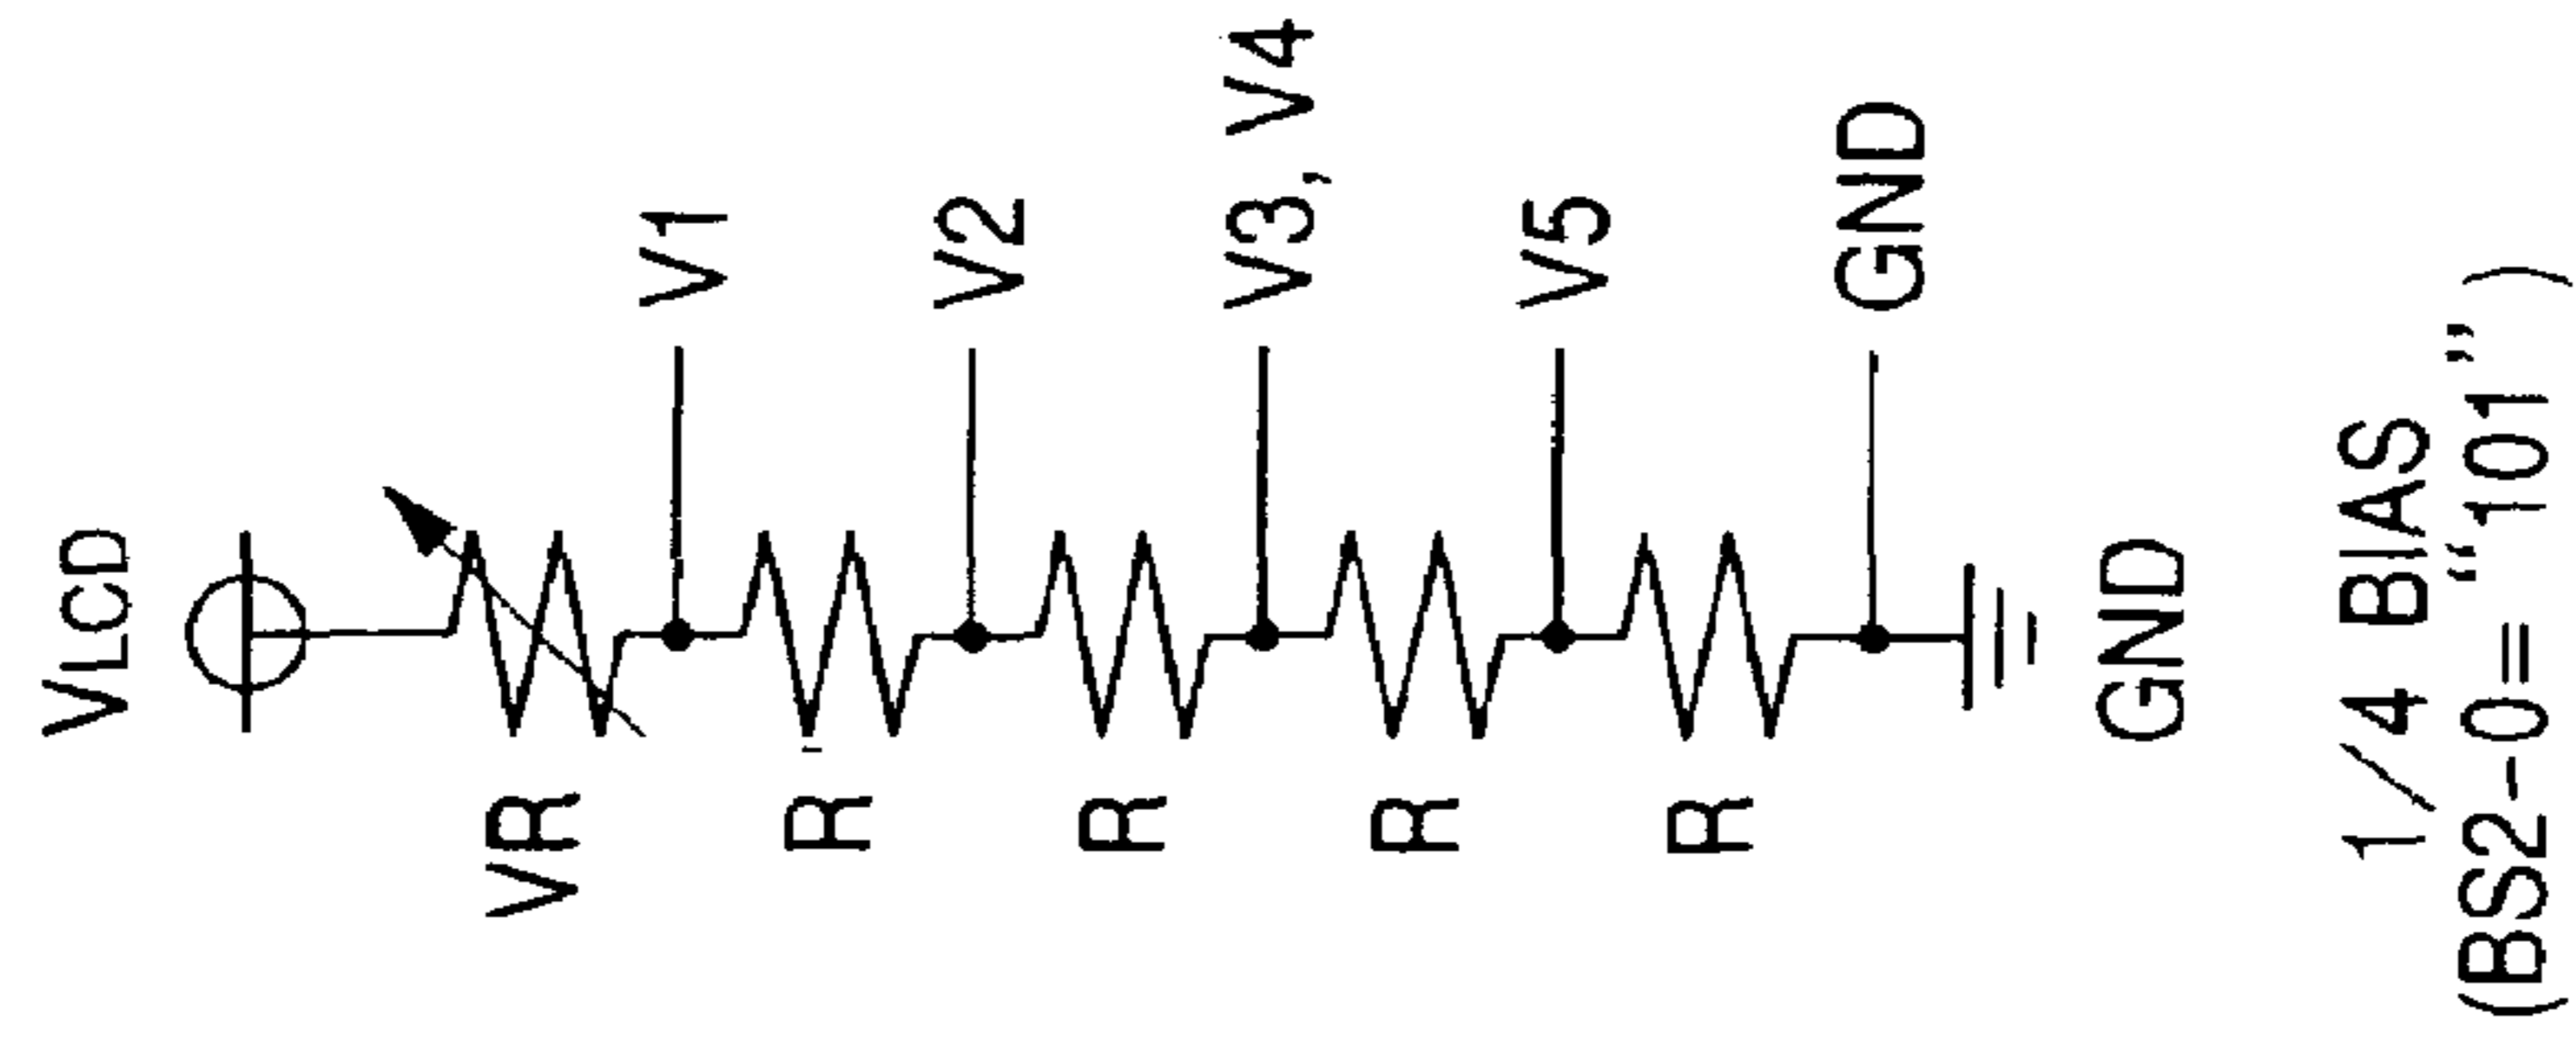 VLCD
VR
V1
R
V2
R
V3, V4
R
V5
R
GND
GND
1/4 BIAS
(BS2-0= “101”)